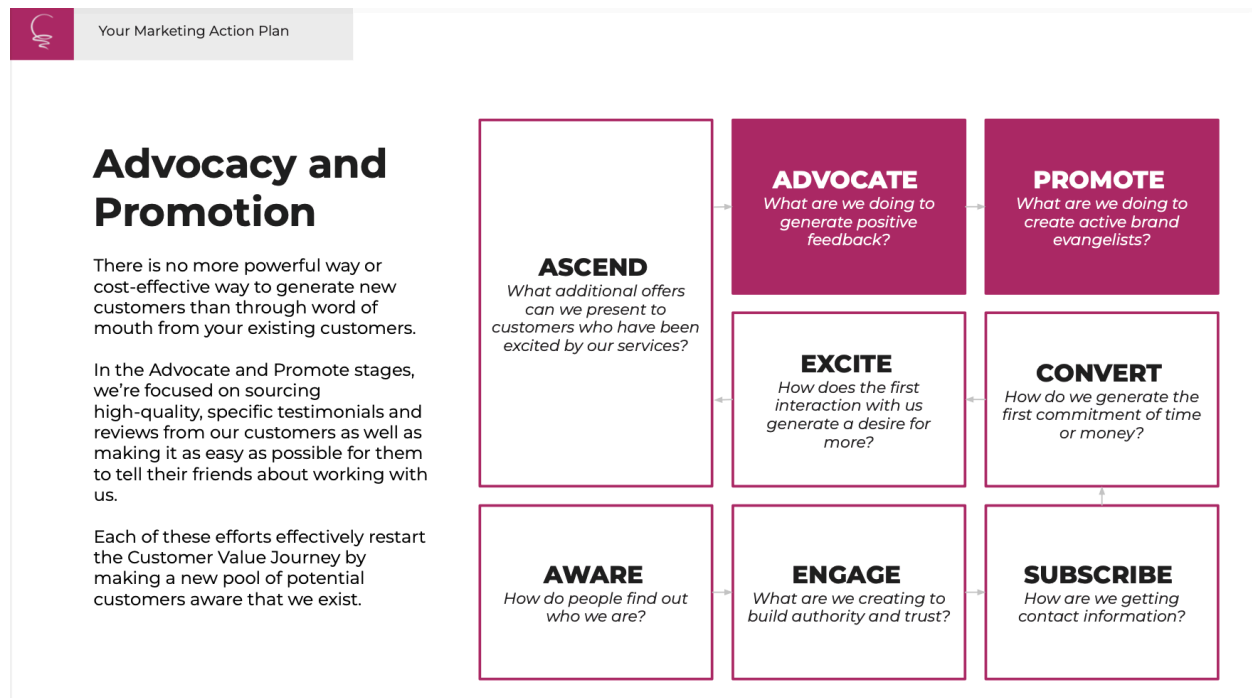 Your Marketing Action Plan
Advocacy and
Promotion
There is no more powerful way or
cost-effective way to generate new
customers than through word of
mouth from your existing customers.
In the Advocate and Promote stages,
we’re focused on sourcing
high-quality, specific testimonials and
reviews from our customers as well as
making it as easy as possible for them
to tell their friends about working with
us.
Each of these efforts effectively restart
the Customer Value Journey by
making a new pool of potential
customers aware that we exist.
ASCEND
What additional offers
can we present to
customers who have been
excited by our services?
ADVOCATE
What are we doing to
generate positive
feedback?
PROMOTE
What are we doing to
create active brand
evangelists?
EXCITE
How does the first
interaction with us
generate a desire for
more?
CONVERT
How do we generate the
first commitment of time
or money?
AWARE
How do people find out
who we are?
ENGAGE
What are we creating to
build authority and trust?
SUBSCRIBE
How are we getting
contact information?